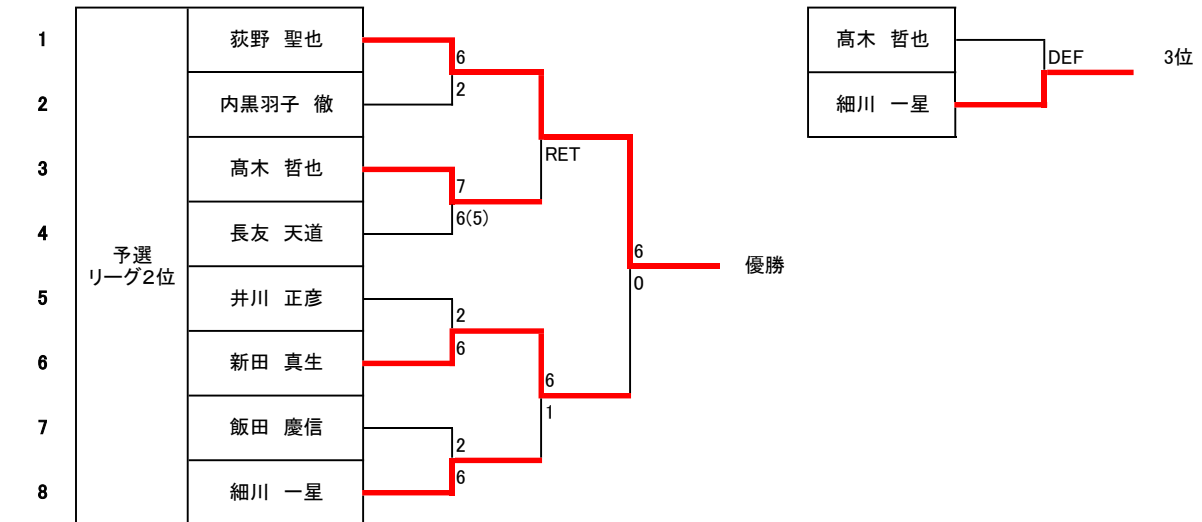 1
荻野 聖也
6
2
2
内黒羽子 徹
3
髙木 哲也
7
6(5)
4
長友 天道
RET
予選
リーグ2位
6
0
優勝
5
井川 正彦
2
6
6
新田 真生
6
1
7
飯田 慶信
2
6
8
細川 一星
髙木 哲也
DEF
3位
細川 一星